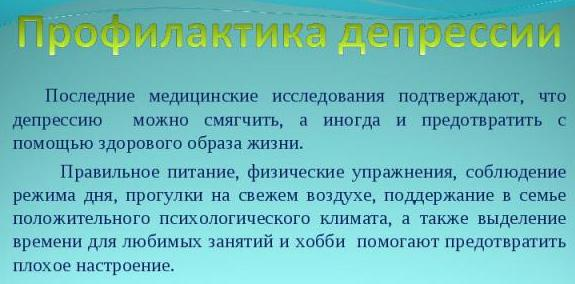 Профилактика депрессии
Последние медицинские исследования подтверждают, что
депрессию можно смягчить, а иногда и предотвратить с
помощью здорового образа жизни.
Правильное питание, физические упражнения, соблюдение
режима дня, прогулки на свежем воздухе, поддержание в семье
положительного психологического климата, а также выделение
времени для любимых занятий и хобби помогают предотвратить
плохое настроение.